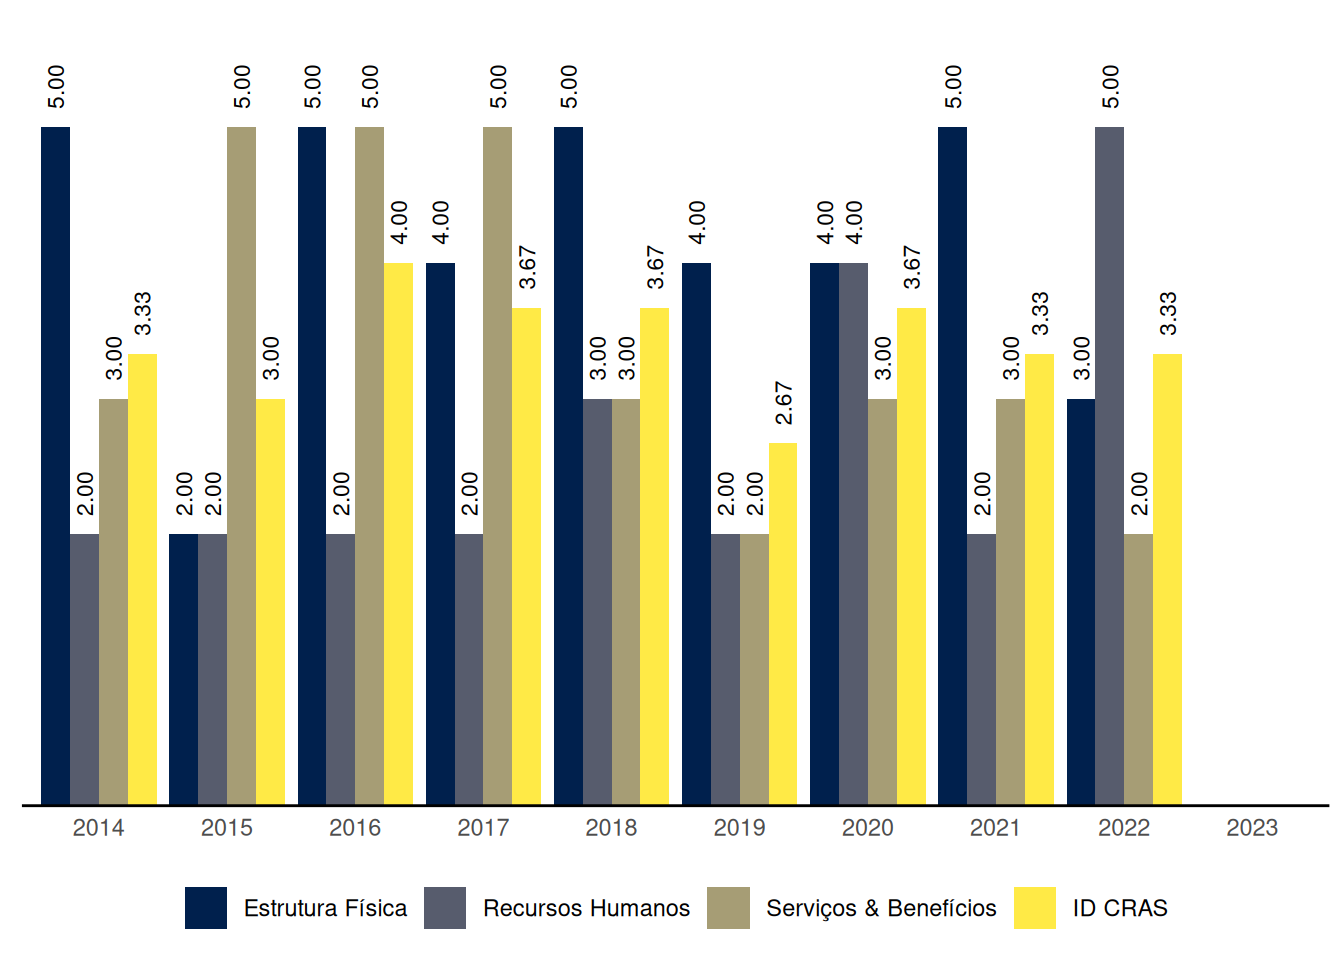 5.00 2.00 3.00 3.33
2.00 2.00 5.00 3.00
5.00 2.00 5.00 4.00
4.00 2.00 5.00 3.67
5.00 3.00 3.00 3.67
4.00 2.00 2.00 2.67
4.00 4.00 3.00 3.67
5.00 2.00 3.00 3.33
3.00 5.00 2.00 3.33
2014 2015 2016 2017 2018 2019 2020 2021 2022 2023
Estrutura Física Recursos Humanos Serviços & Benefícios ID CRAS